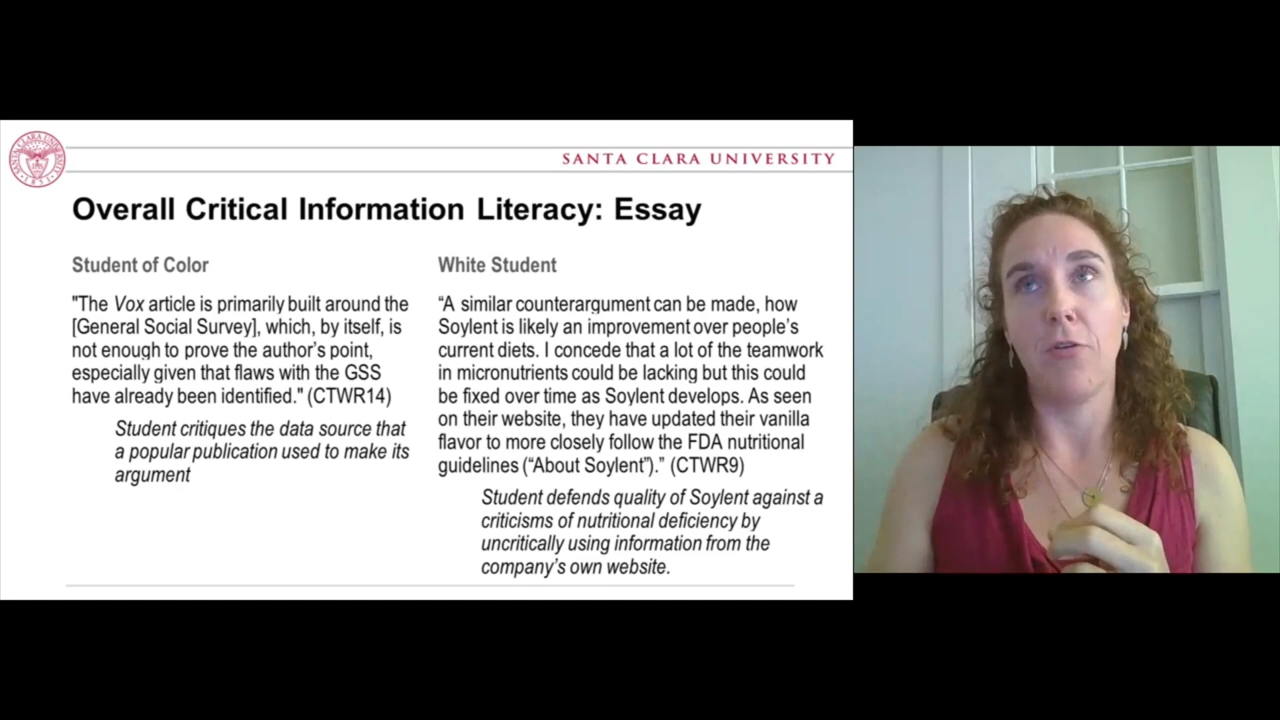 SANTA CLARA UNIVERSITY
Overall Critical Information Literacy: Essay
Student of Color
"The Vox article is primarily built around the
[General Social Survey], which, by itself, is
not enough to prove the author's point,
especially given that flaws with the GSS
have already been identified." (CTWR14)
Student critiques the data source that
a popular publication used to make its
argument
White Student
“A similar counterargument can be made, how
Soylent is likely an improvement over people’s
current diets. I concede that a lot of the teamwork
in micronutrients could be lacking but this could
be fixed over time as Soylent develops. As seen
on their website, they have updated their vanilla
flavor to more closely follow the FDA nutritional
guidelines (“About Soylent”).” (CTWR9)
Student defends quality of Soylent against a
criticisms of nutritional deficiency by
uncritically using information from the
company’s own website.